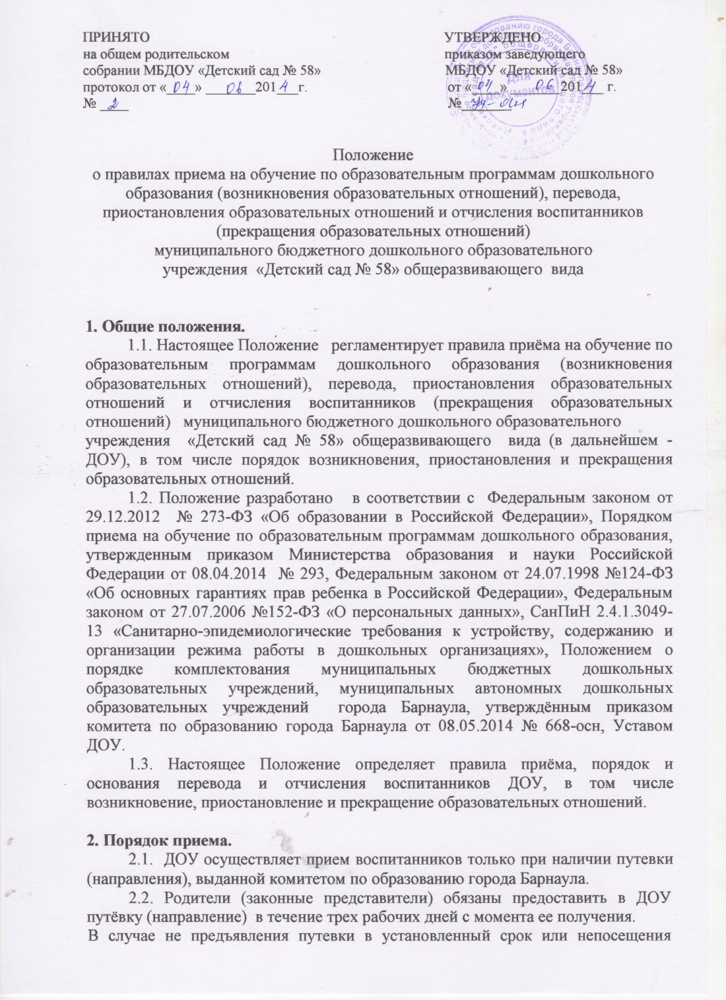 ПРИНЯТО
на общем родительском
собрании МБДОУ «Детский сад № 58»
протокол от «04» 06 2014 г.
№ 2
УТВЕРЖДЕНО
приказом заведующего
МБДОУ «Детский сад № 58»
от «04» 06 2014 г.
№ -осн
Для
документов
Положение
о правилах приема на обучение по образовательным программам дошкольного
образования (возникновения образовательных отношений), перевода,
приостановления образовательных отношений и отчисления воспитанников
(прекращения образовательных отношений)
муниципального бюджетного дошкольного образовательного
учреждения «Детский сад № 58» общеразвивающего вида
1. Общие положения.
1.1. Настоящее Положение регламентирует правила приёма на обучение по
образовательным программам дошкольного образования (возникновения
образовательных отношений), перевода, приостановления образовательных
отношений и отчисления воспитанников (прекращения образовательных
отношений) муниципального бюджетного дошкольного образовательного
учреждения «Детский сад № 58» общеразвивающего вида (в дальнейшем -
ДОУ), в том числе порядок возникновения, приостановления и прекращения
образовательных отношений.
1.2. Положение разработано в соответствии с Федеральным законом от
29.12.2012 № 273-ФЗ «Об образовании в Российской Федерации», Порядком
приема на обучение по образовательным программам дошкольного образования,
утвержденным приказом Министерства образования и науки Российской
Федерации от 08.04.2014 № 293, Федеральным законом от 24.07.1998 №124-ФЗ
«Об основных гарантиях прав ребенка в Российской Федерации», Федеральным
законом от 27.07.2006 №152-ФЗ «О персональных данных», СанПиН 2.4.1.3049-
13 «Санитарно-эпидемиологические требования к устройству, содержанию и
организации режима работы в дошкольных организациях», Положением о
порядке комплектования муниципальных бюджетных дошкольных
образовательных учреждений, муниципальных автономных дошкольных
образовательных учреждений города Барнаула, утверждённым приказом
комитета по образованию города Барнаула от 08.05.2014 № 668-осн, Уставом
ДОУ.
1.3. Настоящее Положение определяет правила приёма, порядок и
основания перевода и отчисления воспитанников ДОУ, в том числе
возникновение, приостановление и прекращение образовательных отношений.
2. Порядок приема.
2.1. ДОУ осуществляет прием воспитанников только при наличии путевки
(направления), выданной комитетом по образованию города Барнаула.
2.2. Родители (законные представители) обязаны предоставить в ДОУ
путёвку (направление) в течение трех рабочих дней с момента ее получения.
В случае не предъявления путевки в установленный срок или непосещения